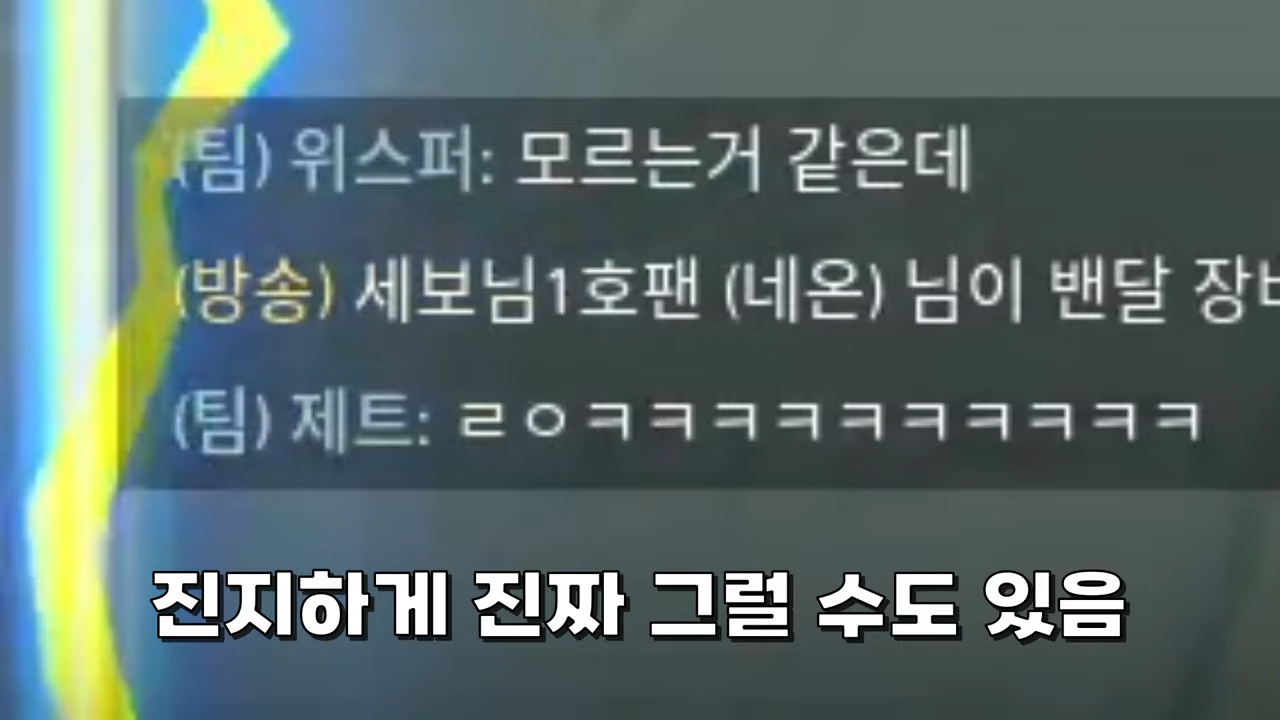 (팀) 위스퍼: 모르는거 같은데
(방송) 세보님1호팬 (네온) 님이 밴달
(팀) 제트: ㄹㅇㅋㅋㅋㅋㅋㅋㅋㅋㅋㅋ
진지하게 진짜 그럴 수도 있음